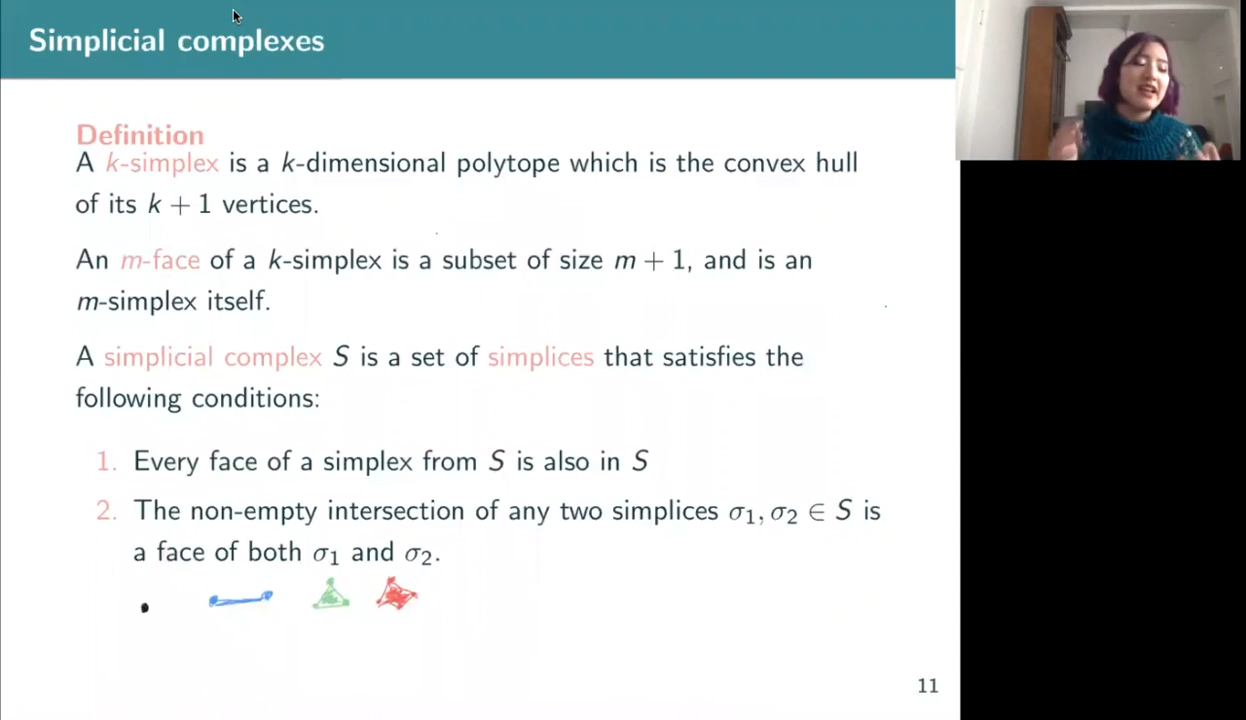 Simplicial complexes
Definition
A k-simplex is a k-dimensional polytope which is the convex hull
of its k + 1 vertices.
An m-face of a k-simplex is a subset of size m + 1, and is an
m-simplex itself.
A simplicial complex S is a set of simplices that satisfies the
following conditions:
1. Every face of a simplex from S is also in S
2. The non-empty intersection of any two simplices σ₁, σ₂ ∈ S is
a face of both σ₁ and σ₂.
11